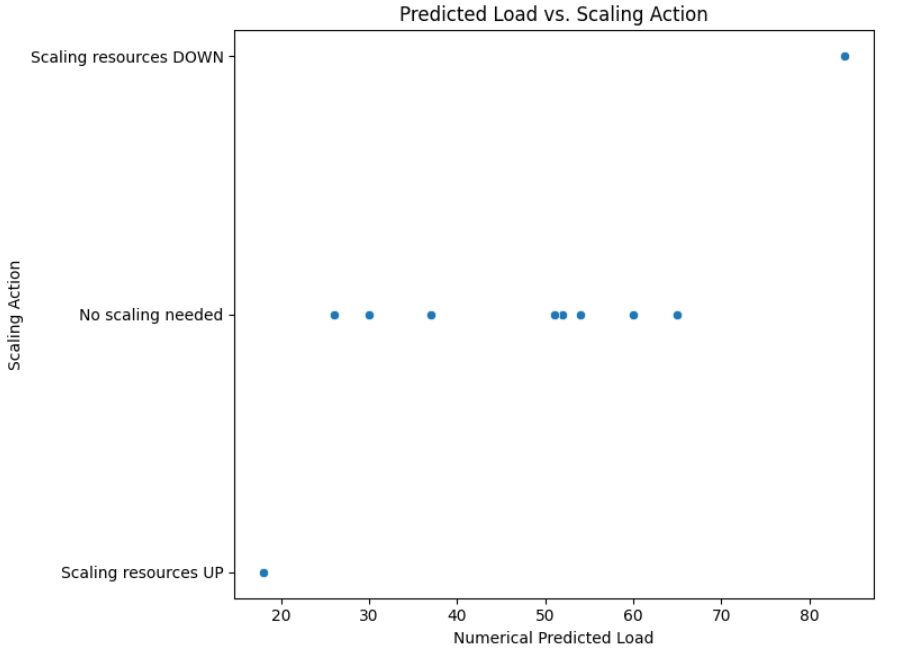 Predicted Load vs. Scaling Action
Scaling resources DOWN
No scaling needed
Scaling resources UP
Scaling Action
20 30 40 50 60 70 80
Numerical Predicted Load